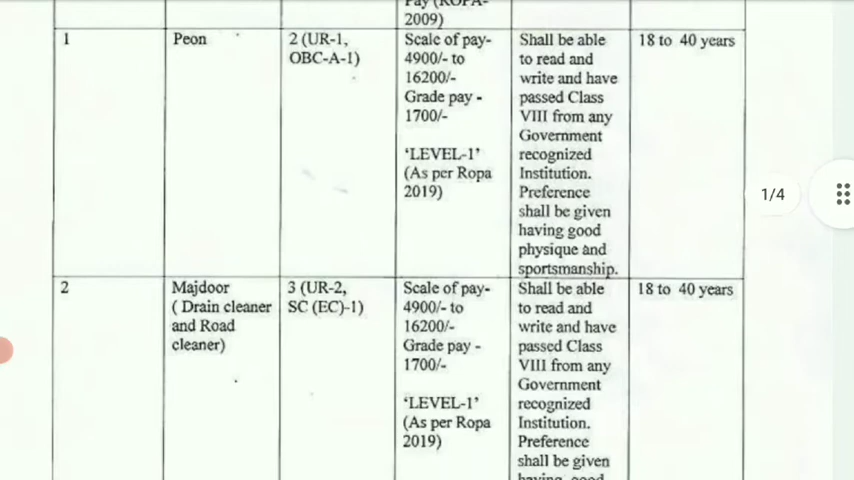 Pay (ROPA-
2009)
1
Peon
2 (UR-1,
OBC-A-1)
Scale of pay-
4900/- to
16200/-
Grade pay -
1700/-
'LEVEL-1'
(As per Ropa
2019)
Shall be able
to read and
write and have
passed Class
VIII from any
Government
recognized
Institution.
Preference
shall be given
having good
physique and
sportsmanship.
18 to 40 years
1/4
2
Majdoor
( Drain cleaner
and Road
cleaner)
3 (UR-2,
SC (EC)-1)
Scale of pay-
4900/- to
16200/-
Grade pay -
1700/-
'LEVEL-1'
(As per Ropa
2019)
Shall be able
to read and
write and have
passed Class
VIII from any
Government
recognized
Institution.
Preference
shall be given
having good
18 to 40 years